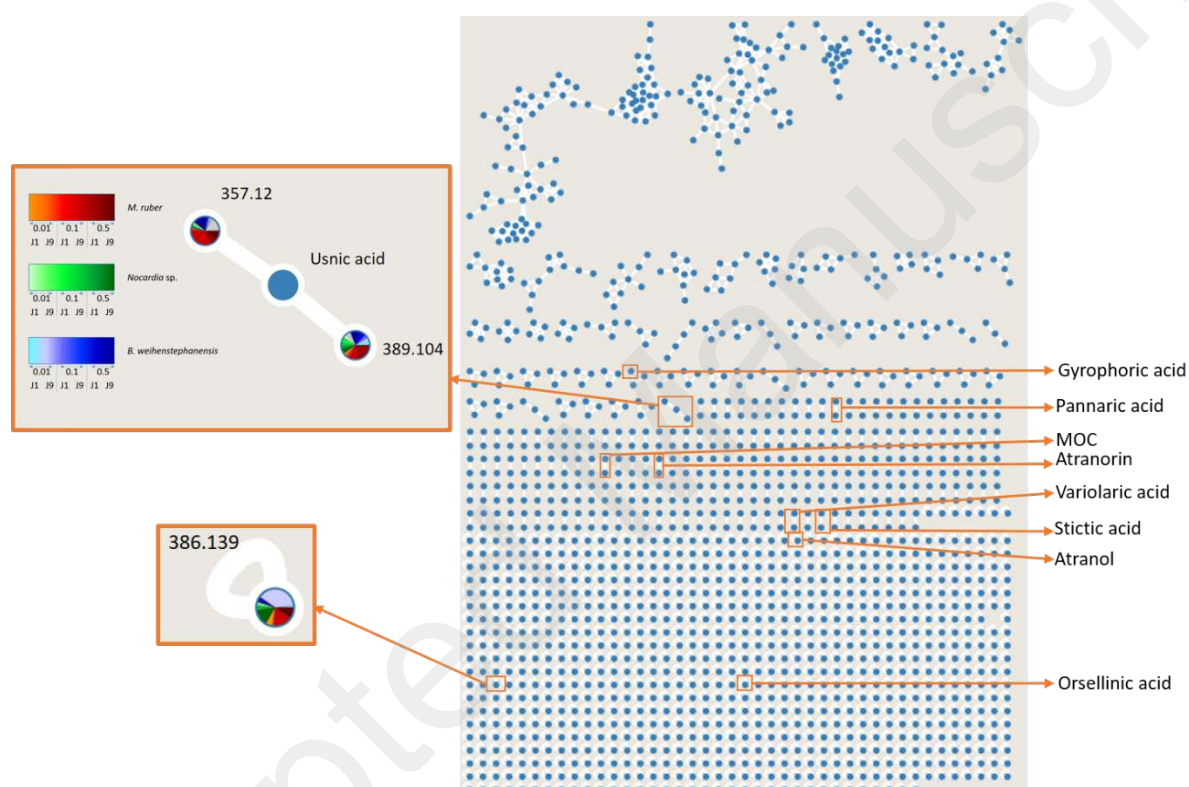 357.12
M. ruber
0.01 0.1 0.5
J1 J9 J1 J9 J1 J9
Usnic acid
Nocardia sp.
0.01 0.1 0.5
J1 J9 J1 J9 J1 J9
389.104
B. weihenstephanensis
0.01 0.1 0.5
J1 J9 J1 J9 J1 J9
386.139
Gyrophoric acid
Pannaric acid
MOC
Atranorin
Variolaric acid
Stictic acid
Atranol
Orsellinic acid